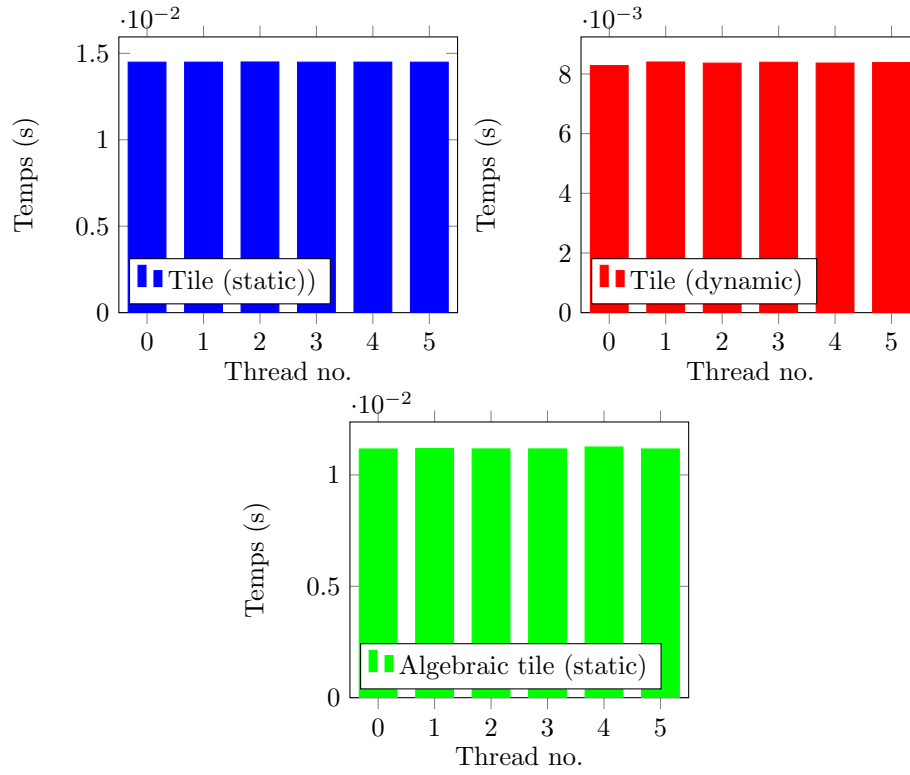 ·10−2
1.5
1
0.5
0
Temps (s)
0 1 2 3 4 5
Thread no.
Tile (static))
·10−3
8
6
4
2
0
Temps (s)
0 1 2 3 4 5
Thread no.
Tile (dynamic)
·10−2
1
0.5
0
Temps (s)
0 1 2 3 4 5
Thread no.
Algebraic tile (static)